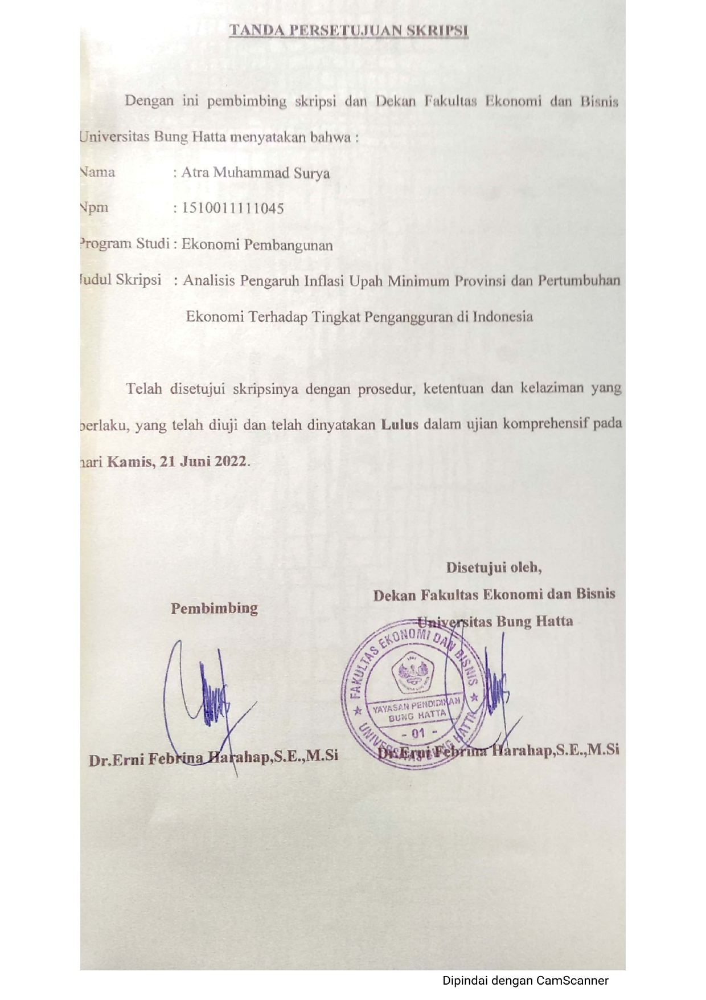 TANDA PERSETUJUAN SKRIPSI
Dengan ini pembimbing skripsi dan Dekan Fakultas Ekonomi dan Bisnis
Universitas Bung Hatta menyatakan bahwa :
Nama : Atra Muhammad Surya
Npm : 1510011111045
Program Studi : Ekonomi Pembangunan
Judul Skripsi : Analisis Pengaruh Inflasi Upah Minimum Provinsi dan Pertumbuhan
Ekonomi Terhadap Tingkat Pengangguran di Indonesia
Telah disetujui skripsinya dengan prosedur, ketentuan dan kelaziman yang
berlaku, yang telah diuji dan telah dinyatakan Lulus dalam ujian komprehensif pada
hari Kamis, 21 Juni 2022.
Disetujui oleh,
Dekan Fakultas Ekonomi dan Bisnis
Universitas Bung Hatta
Pembimbing
FAKULTAS EKONOMI DAN BISNIS
YAYASAN PENDIDIKAN
BUNG HATTA
- 01 -
UNIVERSITAS BUNG HATTA
Dr.Erni Febrina Harahap,S.E.,M.Si
Dr.Erni Febrina Harahap,S.E.,M.Si
Dipindai dengan CamScanner